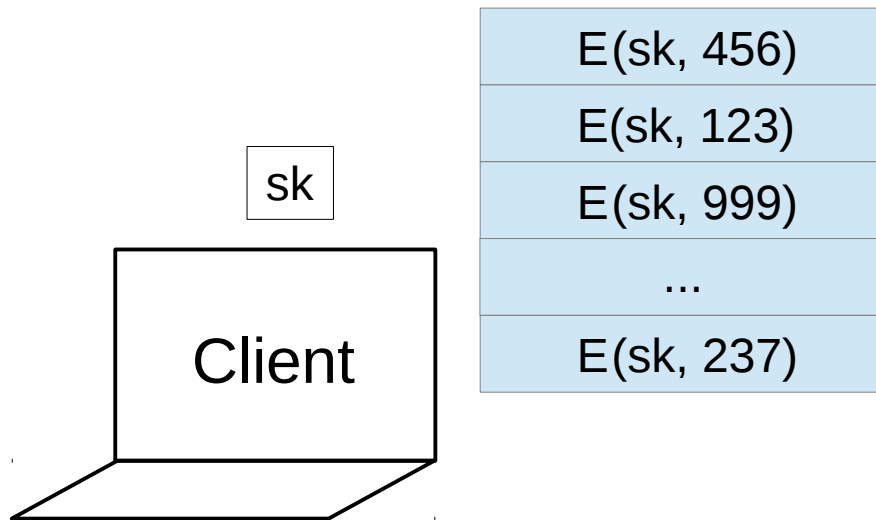 E(sk, 456)
E(sk, 123)
sk
E(sk, 999)
...
Client
E(sk, 237)